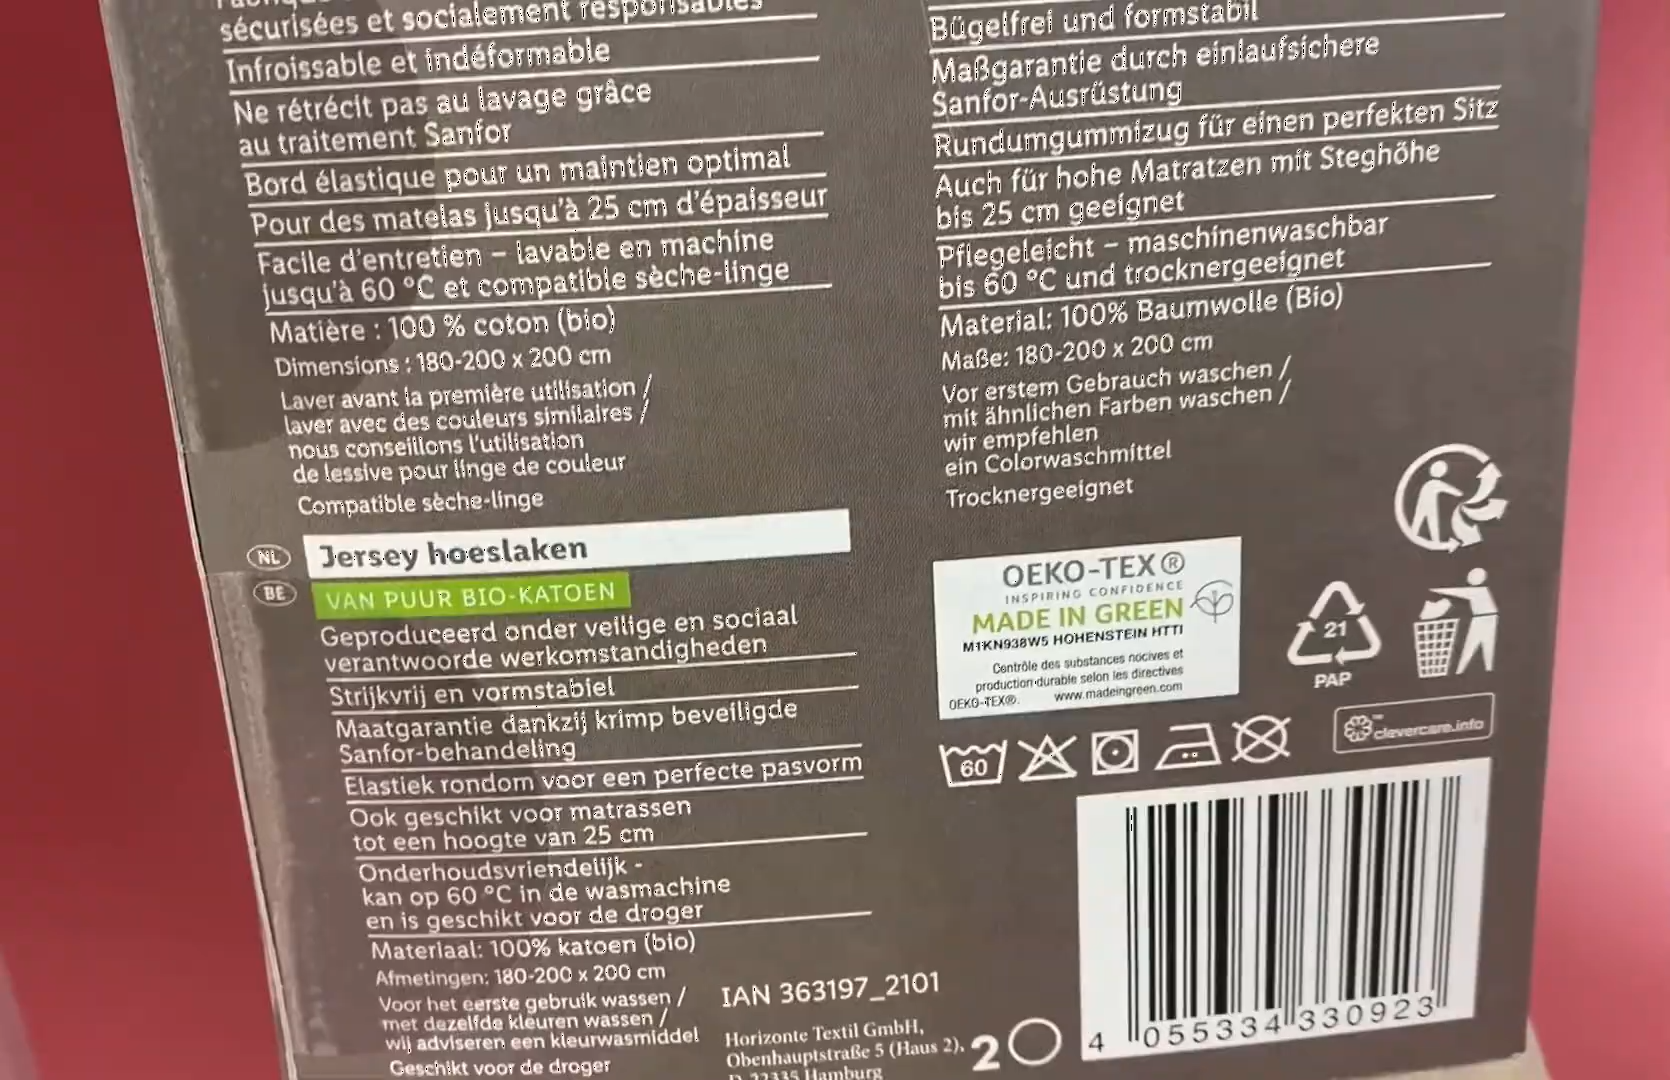 sécurisées et socialement responsables
Infroissable et indéformable
Ne rétrécit pas au lavage grâce
au traitement Sanfor
Bord élastique pour un maintien optimal
Pour des matelas jusqu'à 25 cm d'épaisseur
Facile d'entretien – lavable en machine
jusqu'à 60 °C et compatible sèche-linge
Matière : 100 % coton (bio)
Dimensions : 180-200 x 200 cm
Laver avant la première utilisation /
laver avec des couleurs similaires /
nous conseillons l'utilisation
de lessive pour linge de couleur
Compatible sèche-linge
NL
Jersey hoeslaken
BE
VAN PUUR BIO-KATOEN
Geproduceerd onder veilige en sociaal
verantwoorde werkomstandigheden
Strijkvrij en vormstabiel
Maatgarantie dankzij krimp beveiligde
Sanfor-behandeling
Elastiek rondom voor een perfecte pasvorm
Ook geschikt voor matrassen
tot een hoogte van 25 cm
Onderhoudsvriendelijk -
kan op 60 °C in de wasmachine
en is geschikt voor de droger
Materiaal: 100% katoen (bio)
Afmetingen: 180-200 x 200 cm
Voor het eerste gebruik wassen /
met dezelfde kleuren wassen /
wij adviseren een kleurwasmiddel
Geschikt voor de droger
Bügelfrei und formstabil
Maßgarantie durch einlaufsichere
Sanfor-Ausrüstung
Rundumgummizug für einen perfekten Sitz
Auch für hohe Matratzen mit Steghöhe
bis 25 cm geeignet
Pflegeleicht – maschinenwaschbar
bis 60 °C und trocknergeeignet
Material: 100% Baumwolle (Bio)
Maße: 180-200 x 200 cm
Vor erstem Gebrauch waschen /
mit ähnlichen Farben waschen /
wir empfehlen
ein Colorwaschmittel
Trocknergeeignet
OEKO-TEX®
INSPIRING CONFIDENCE
MADE IN GREEN
M1KN938W5 HOHENSTEIN HTTI
Contrôle des substances nocives et
production durable selon les directives
OEKO-TEX®. www.madeingreen.com
21
PAP
60
clevercare.info
IAN 363197_2101
Horizonte Textil GmbH,
Obenhauptstraße 5 (Haus 2),
D-22335 Hamburg
2
4 055334 330923